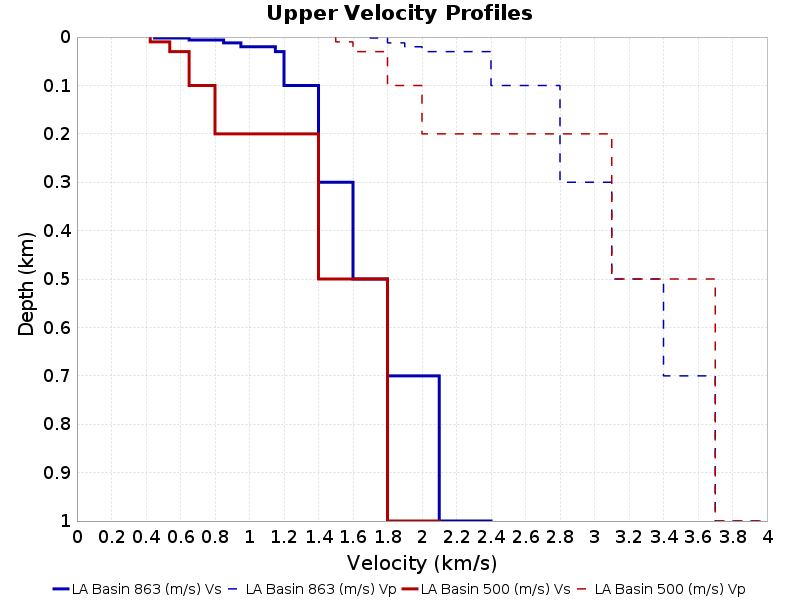 Upper Velocity Profiles
Depth (km)
0
0.1
0.2
0.3
0.4
0.5
0.6
0.7
0.8
0.9
1
0 0.2 0.4 0.6 0.8 1 1.2 1.4 1.6 1.8 2 2.2 2.4 2.6 2.8 3 3.2 3.4 3.6 3.8 4
Velocity (km/s)
LA Basin 863 (m/s) Vs LA Basin 863 (m/s) Vp LA Basin 500 (m/s) Vs LA Basin 500 (m/s) Vp